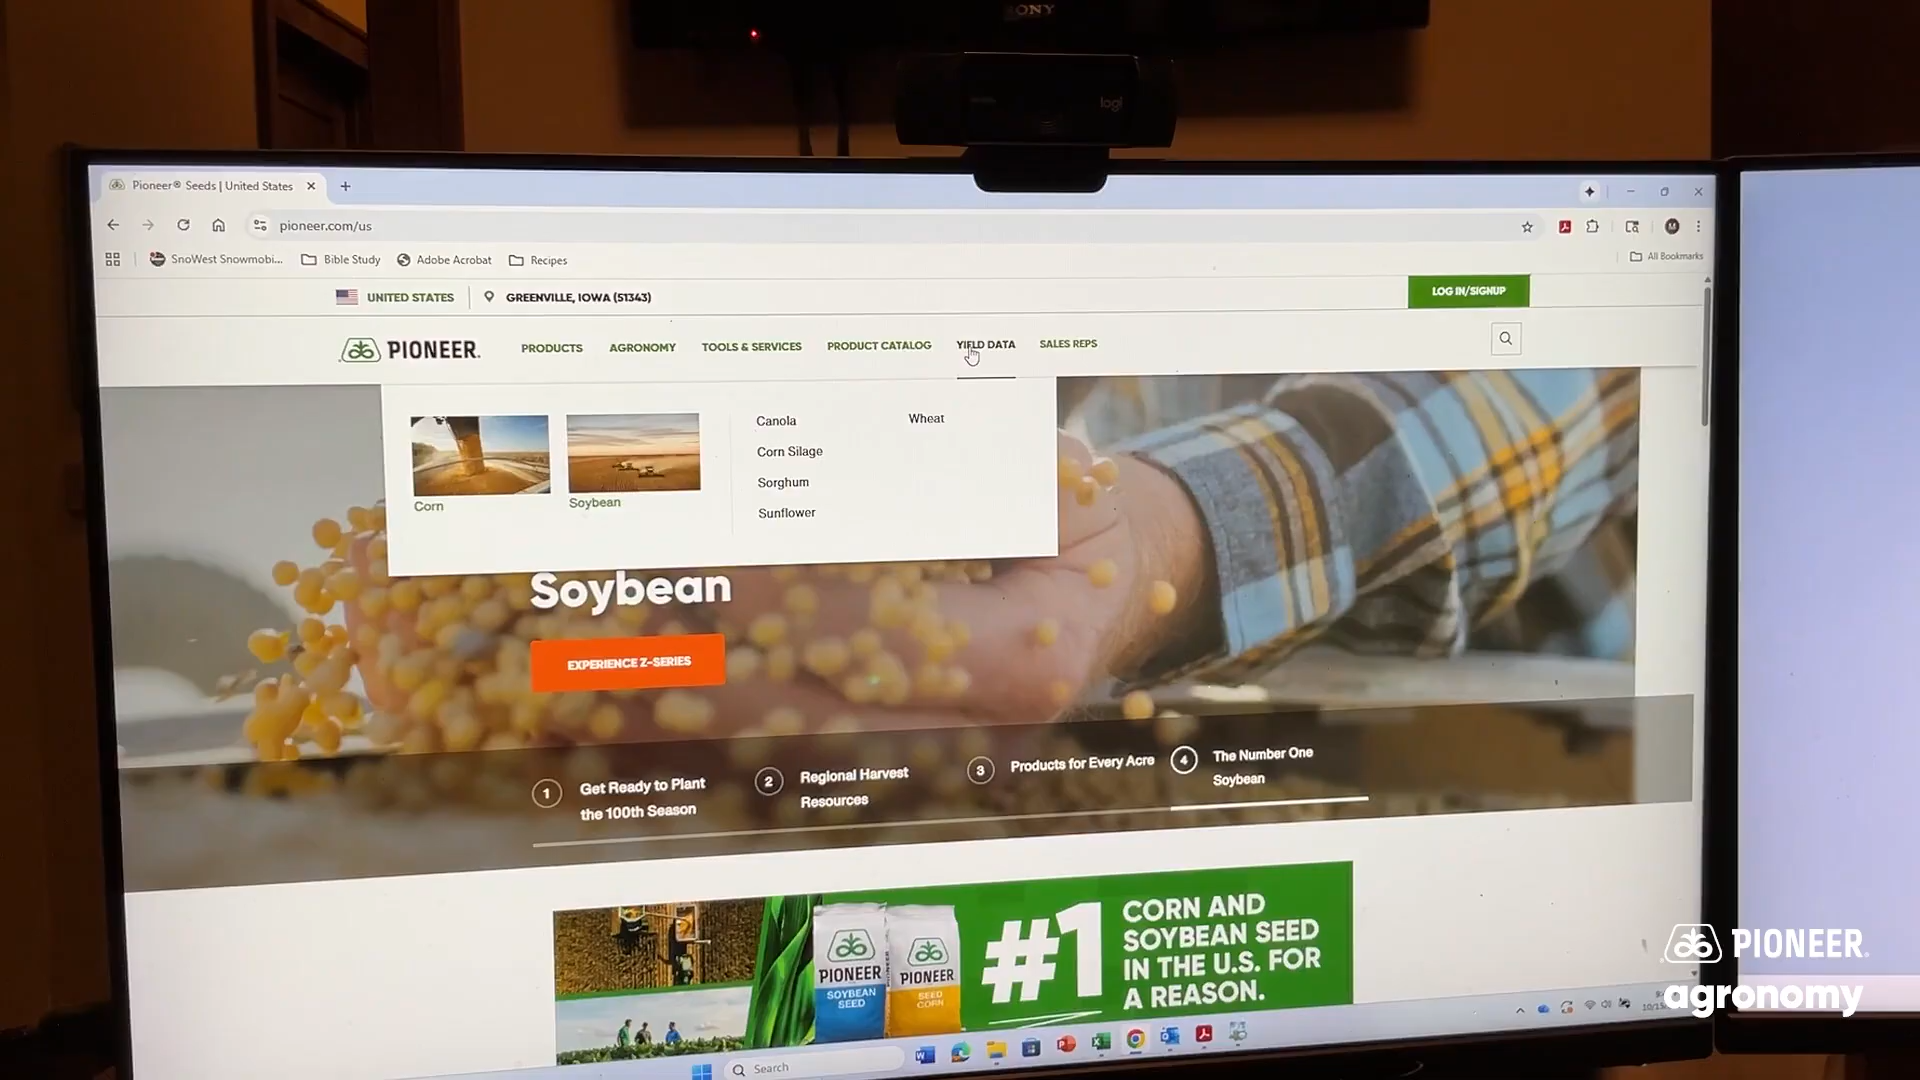 SONY
logi
Pioneer® Seeds | United States
pioneer.com/us
SnoWest Snowmobi...
Bible Study
Adobe Acrobat
Recipes
All Bookmarks
UNITED STATES
GREENVILLE, IOWA (51343)
LOG IN/SIGNUP
PIONEER.
PRODUCTS
AGRONOMY
TOOLS & SERVICES
PRODUCT CATALOG
YIELD DATA
SALES REPS
Corn
Soybean
Canola
Corn Silage
Sorghum
Sunflower
Wheat
Soybean
EXPERIENCE Z-SERIES
1
Get Ready to Plant
the 100th Season
2
Regional Harvest
Resources
3
Products for Every Acre
4
The Number One
Soybean
PIONEER
SOYBEAN
SEED
PIONEER
SEED
CORN
#1
CORN AND
SOYBEAN SEED
IN THE U.S. FOR
A REASON.
Search
PIONEER.
agronomy